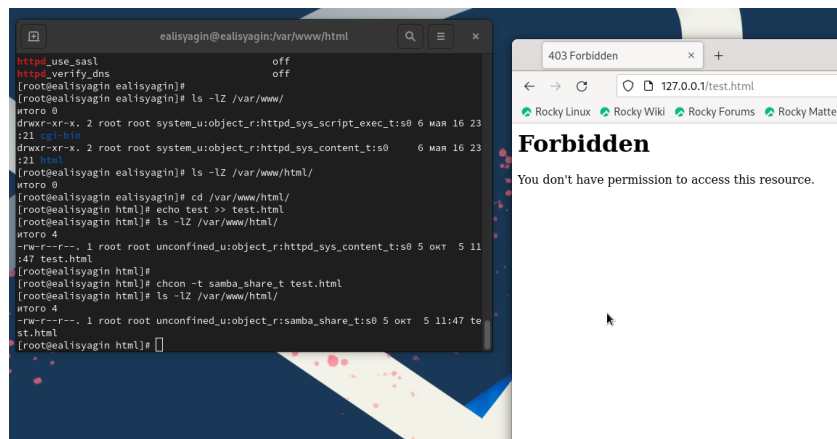 ealisyagin@ealisyagin:/var/www/html
httpd_use_sasl off
httpd_verify_dns off
[root@ealisyagin ealisyagin]#
[root@ealisyagin ealisyagin]# ls -lZ /var/www/
итого 0
drwxr-xr-x. 2 root root system_u:object_r:httpd_sys_script_exec_t:s0 6 мая 16 23
:21 cgi-bin
drwxr-xr-x. 2 root root system_u:object_r:httpd_sys_content_t:s0 6 мая 16 23
:21 html
[root@ealisyagin ealisyagin]# ls -lZ /var/www/html/
итого 0
[root@ealisyagin ealisyagin]# cd /var/www/html/
[root@ealisyagin html]# echo test >> test.html
[root@ealisyagin html]# ls -lZ /var/www/html/
итого 4
-rw-r--r--. 1 root root unconfined_u:object_r:httpd_sys_content_t:s0 5 окт 5 11
:47 test.html
[root@ealisyagin html]#
[root@ealisyagin html]# chcon -t samba_share_t test.html
[root@ealisyagin html]# ls -lZ /var/www/html/
итого 4
-rw-r--r--. 1 root root unconfined_u:object_r:samba_share_t:s0 5 окт 5 11:47 te
st.html
[root@ealisyagin html]#
403 Forbidden
127.0.0.1/test.html
Rocky Linux Rocky Wiki Rocky Forums Rocky Matte
Forbidden
You don't have permission to access this resource.